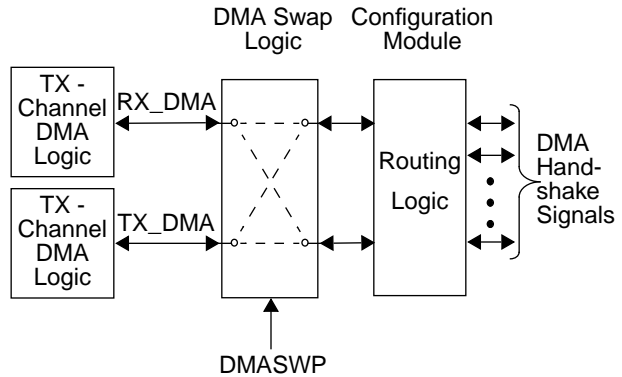 DMA Swap
Logic
Configuration
Module
TX -
Channel
DMA
Logic
RX_DMA
TX -
Channel
DMA
Logic
TX_DMA
Routing
Logic
DMA
Hand-
shake
Signals
DMASWP